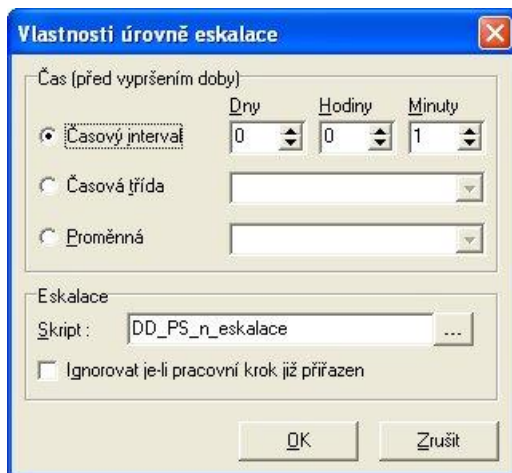 Vlastnosti úrovně eskalace
Čas (před vypršením doby)
Dny Hodiny Minuty
Časový interval 0 0 1
Časová třída
Proměnná
Eskalace
Skript : DD_PS_n_eskalace ...
Ignorovat je-li pracovní krok již přiřazen
OK Zrušit